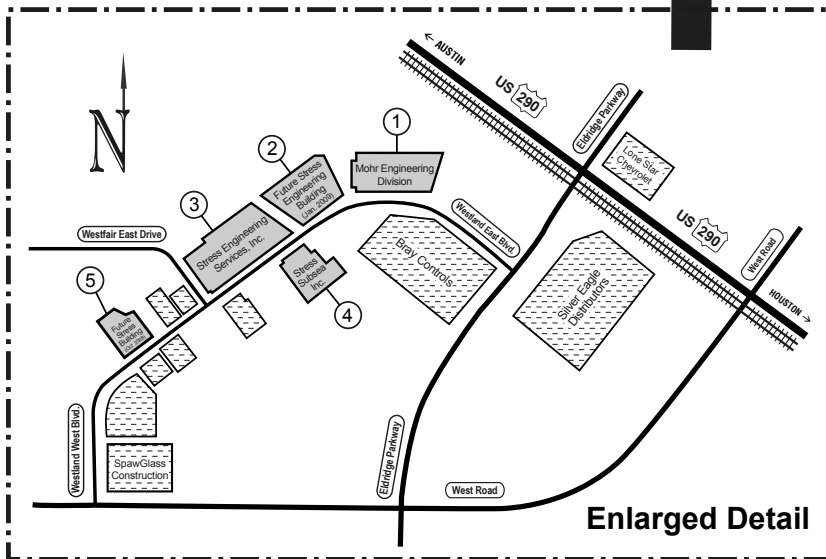 ← AUSTIN
US 290
Eldridge Parkway
Lone Star
Chevrolet
N
1
Mohr Engineering
Division
2
Future Stress
Engineering
Building
(Jan. 2009)
3
Stress Engineering
Services, Inc.
Westland East Blvd.
US 290
West Road
HOUSTON →
Westfair East Drive
Bray Controls
Silver Eagle
Distributors
Stress
Subsea
Inc.
4
5
Future
Stress
Building
Westland West Blvd.
SpawGlass
Construction
Eldridge Parkway
West Road
Enlarged Detail